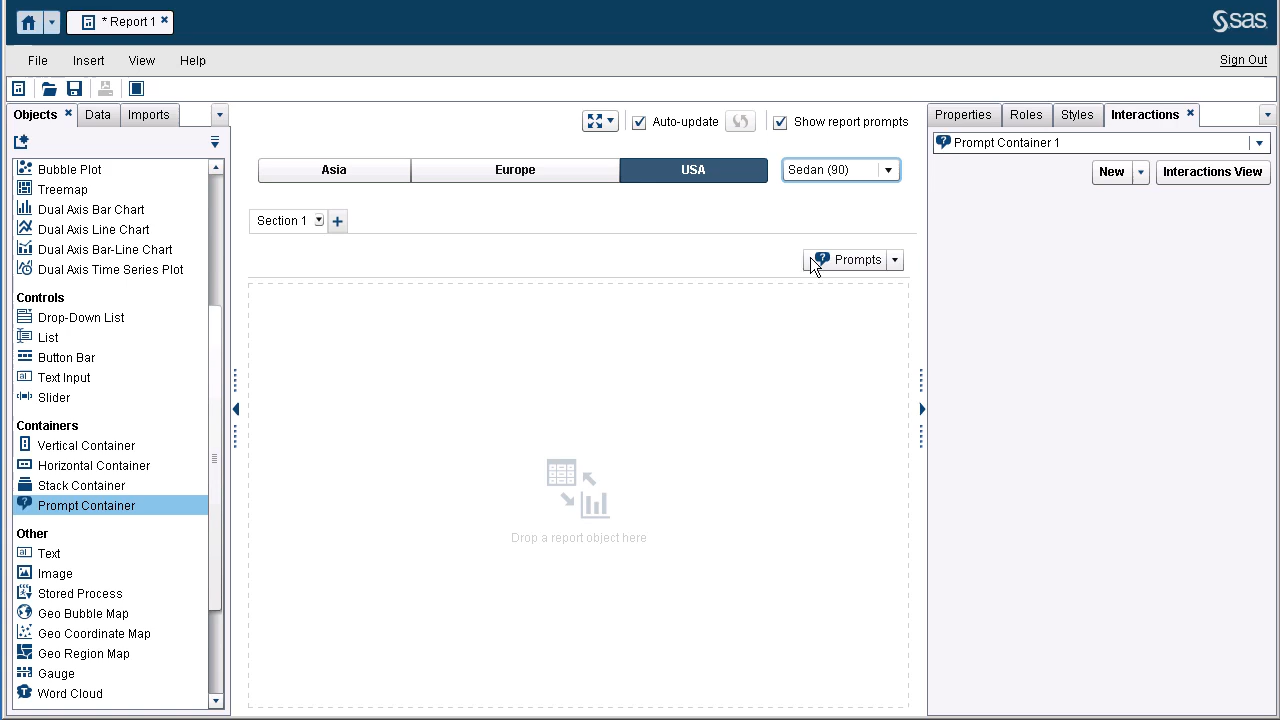 * Report 1
sas
File Insert View Help
Sign Out
Objects Data Imports
Auto-update
Show report prompts
Properties Roles Styles Interactions
Prompt Container 1
New
Interactions View
Asia Europe USA Sedan (90)
Section 1
Prompts
Drop a report object here
Bubble Plot
Treemap
Dual Axis Bar Chart
Dual Axis Line Chart
Dual Axis Bar-Line Chart
Dual Axis Time Series Plot
Controls
Drop-Down List
List
Button Bar
Text Input
Slider
Containers
Vertical Container
Horizontal Container
Stack Container
Prompt Container
Other
Text
Image
Stored Process
Geo Bubble Map
Geo Coordinate Map
Geo Region Map
Gauge
Word Cloud